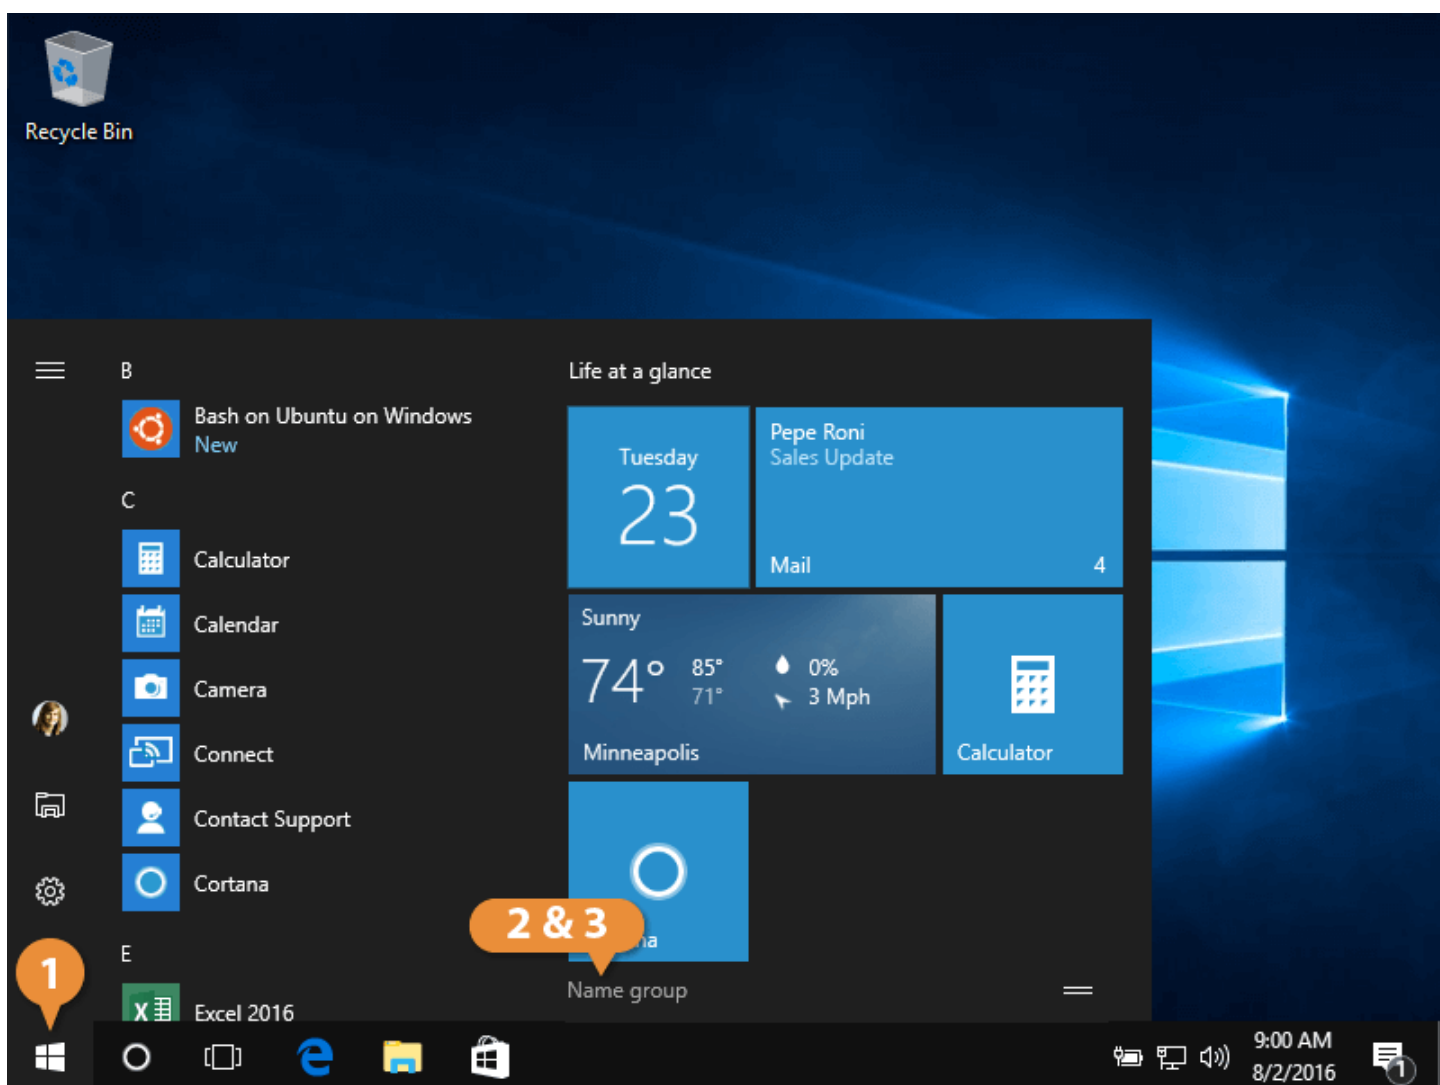 Recycle Bin
B
Bash on Ubuntu on Windows
New
C
Calculator
Calendar
Camera
Connect
Contact Support
Cortana
E
Excel 2016
Life at a glance
Tuesday
23
Pepe Roni
Sales Update
Mail 4
Sunny
74° 85° 0%
71° 3 Mph
Minneapolis
Calculator
na
2 & 3
Name group
1
9:00 AM
8/2/2016
1